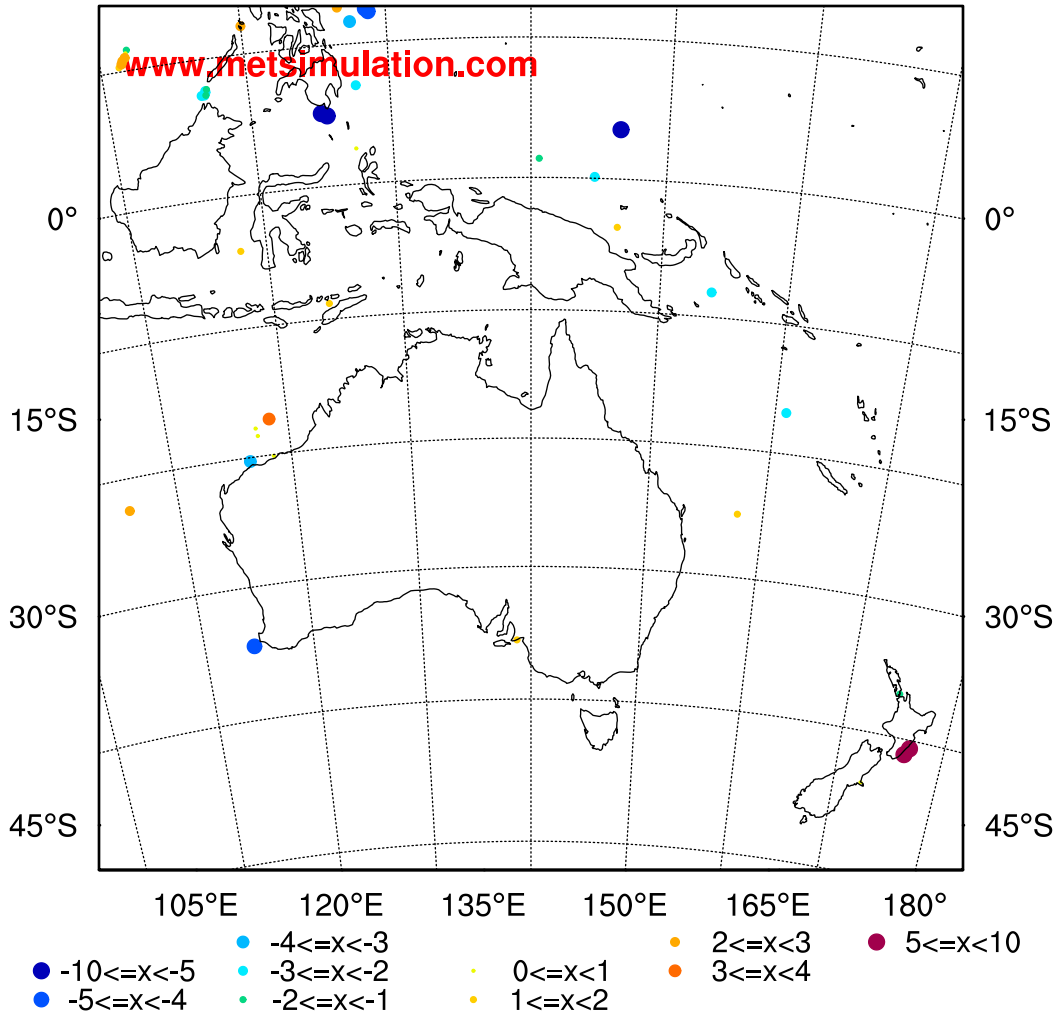 www.metsimulation.com
0° 0°
15°S 15°S
30°S 30°S
45°S 45°S
105°E 120°E 135°E 150°E 165°E 180°
-4<=x<-3 2<=x<3 5<=x<10
-10<=x<-5 -3<=x<-2 0<=x<1 3<=x<4
-5<=x<-4 -2<=x<-1 1<=x<2